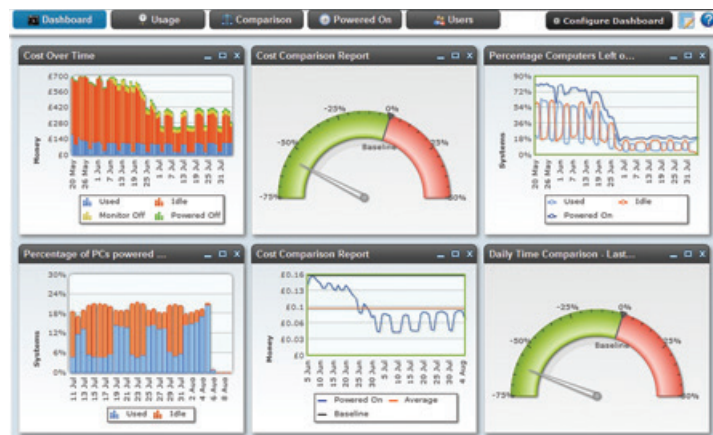 Dashboard
Usage
Comparison
Powered On
Users
Configure Dashboard
?
Cost Over Time
£700
£560
£420
£280
£140
£0
Money
20 May
26 May
1 Jun
7 Jun
13 Jun
19 Jun
25 Jun
1 Jul
7 Jul
13 Jul
19 Jul
25 Jul
31 Jul
Used Idle
Monitor Off Powered Off
Cost Comparison Report
-75%
-50%
-25%
0%
25%
Baseline
Percentage Computers Left o...
90%
72%
54%
36%
18%
0%
Systems
20 May
26 May
1 Jun
7 Jun
13 Jun
19 Jun
25 Jun
1 Jul
7 Jul
13 Jul
19 Jul
25 Jul
31 Jul
Used Idle
Powered On
Percentage of PCs powered ...
30%
24%
18%
12%
6%
0%
Systems
11 Jul
13 Jul
15 Jul
17 Jul
19 Jul
21 Jul
23 Jul
25 Jul
27 Jul
29 Jul
31 Jul
2 Aug
4 Aug
6 Aug
8 Aug
Used Idle
Cost Comparison Report
£0.16
£0.13
£0.1
£0.06
£0.03
£0
Money
5 Jun
10 Jun
15 Jun
20 Jun
25 Jun
30 Jun
5 Jul
10 Jul
15 Jul
20 Jul
25 Jul
30 Jul
4 Aug
Powered On Average
Baseline
Daily Time Comparison - Last...
-75%
-50%
-25%
0%
25%
Baseline